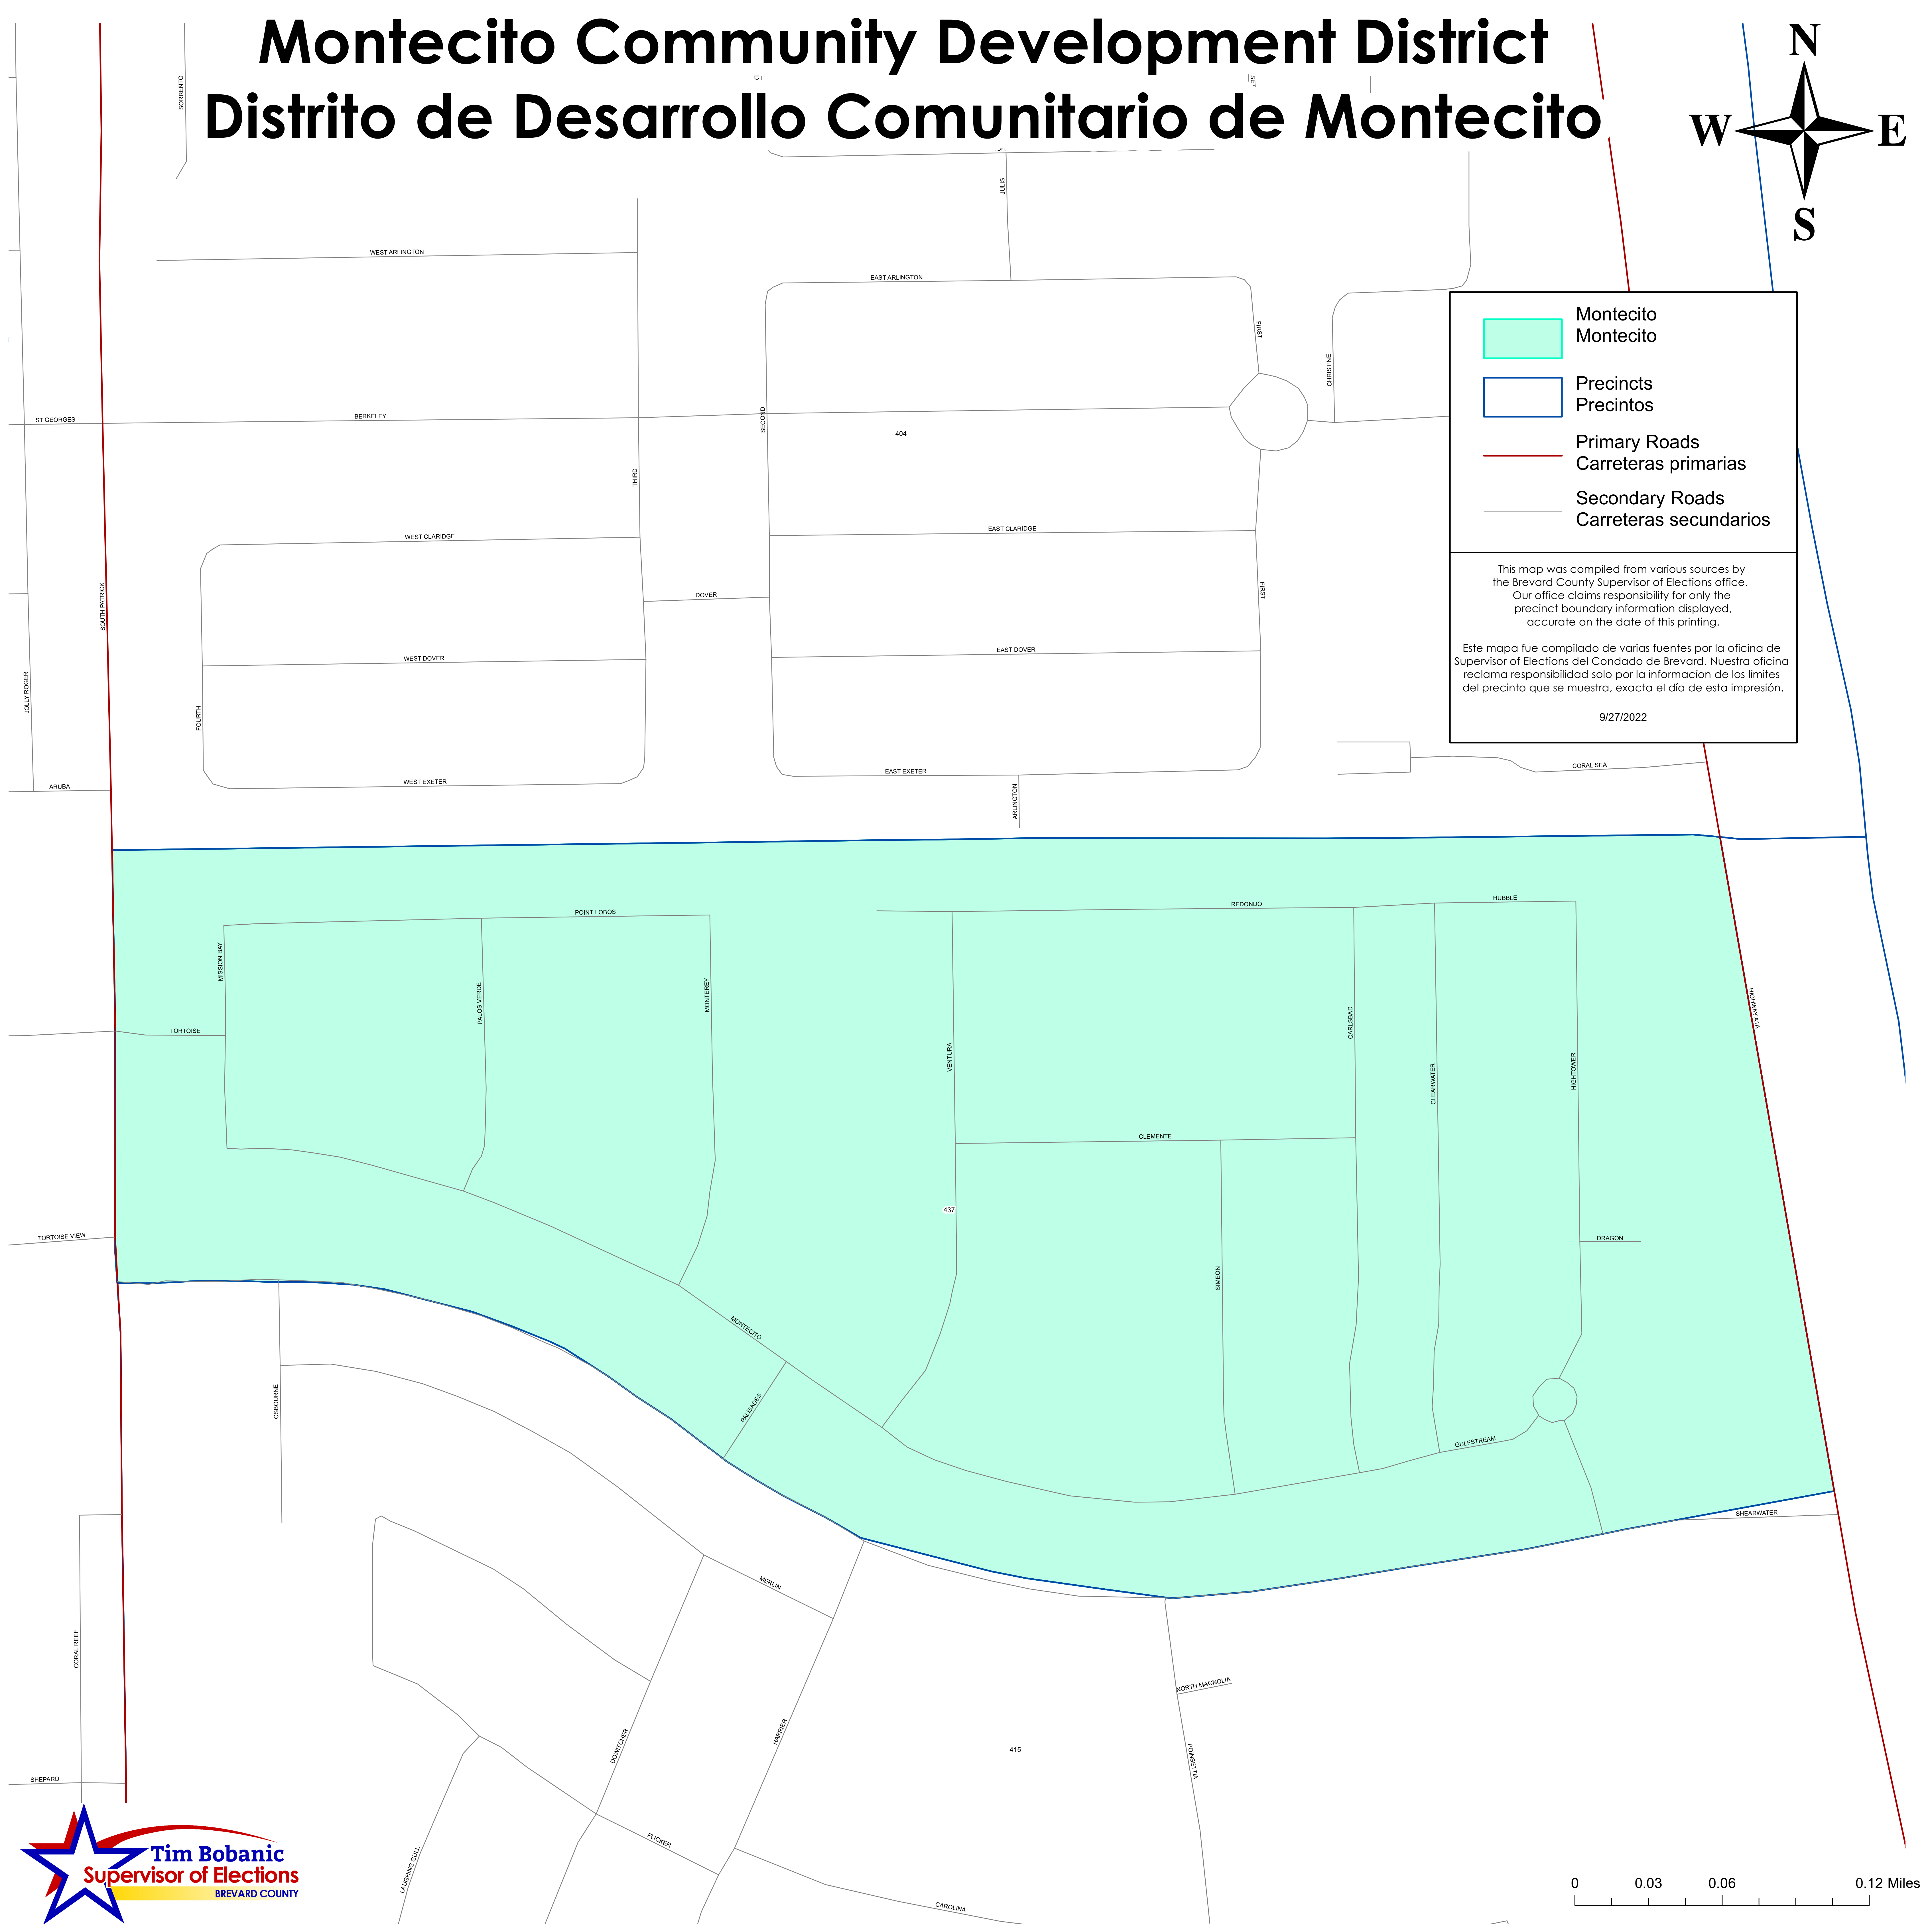 Montecito Community Development District
Distrito de Desarrollo Comunitario de Montecito
N
W
E
S
SORRENTO
JULIS
WEST ARLINGTON
EAST ARLINGTON
FIRST
CHRISTINE
ST GEORGES
BERKELEY
SECOND
404
THIRD
WEST CLARIDGE
EAST CLARIDGE
SOUTH PATRICK
DOVER
FIRST
WEST DOVER
EAST DOVER
JOLLY ROGER
FOURTH
WEST EXETER
EAST EXETER
ARUBA
ARLINGTON
CORAL SEA
Montecito
Montecito
Precincts
Precintos
Primary Roads
Carreteras primarias
Secondary Roads
Carreteras secundarios
This map was compiled from various sources by
the Brevard County Supervisor of Elections office.
Our office claims responsibility for only the
precinct boundary information displayed,
accurate on the date of this printing.
Este mapa fue compilado de varias fuentes por la oficina de
Supervisor of Elections del Condado de Brevard. Nuestra oficina
reclama responsibilidad solo por la informacíon de los límites
del precinto que se muestra, exacta el día de esta impresión.
9/27/2022
POINT LOBOS
REDONDO
HUBBLE
MISSION BAY
PALOS VERDE
MONTEREY
VENTURA
CARLSBAD
CLEARWATER
HIGHTOWER
HIGHWAY A1A
TORTOISE
CLEMENTE
437
TORTOISE VIEW
DRAGON
SIMEON
MONTECITO
PALISADES
OSBOURNE
GULFSTREAM
SHEARWATER
MERLIN
CORAL REEF
NORTH MAGNOLIA
DOWITCHER
HARRIER
415
POINSETTIA
SHEPARD
FLICKER
LAUGHING GULL
CAROLINA
Tim Bobanic
Supervisor of Elections
BREVARD COUNTY
0 0.03 0.06 0.12 Miles